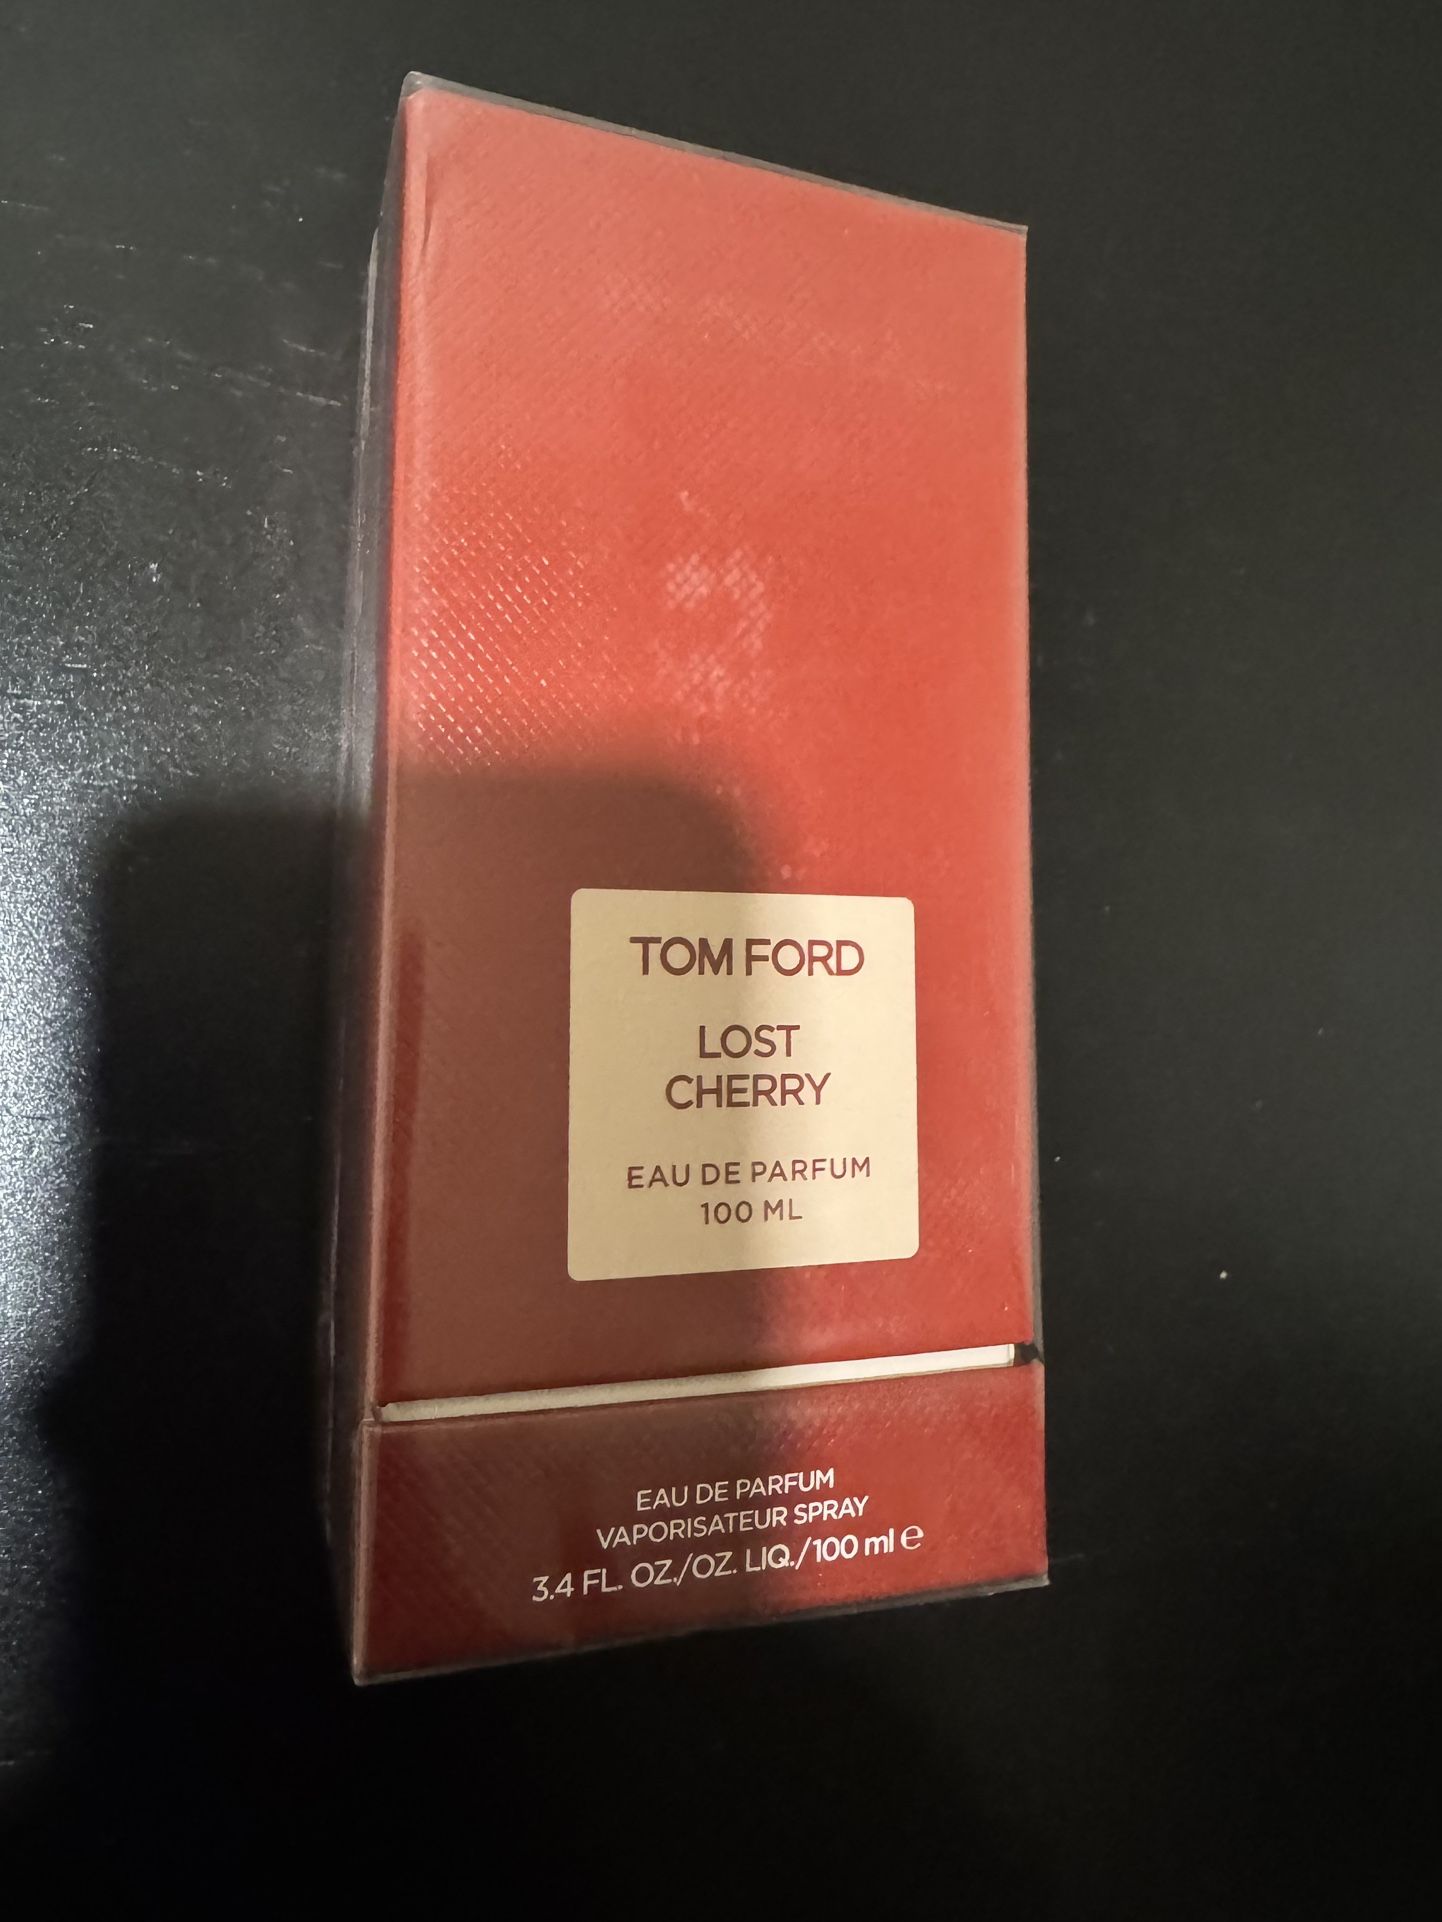 TOM FORD
LOST
CHERRY
EAU DE PARFUM
100 ML
EAU DE PARFUM
VAPORISATEUR SPRAY
3.4 FL. OZ./OZ. LIQ./100 ml ℮